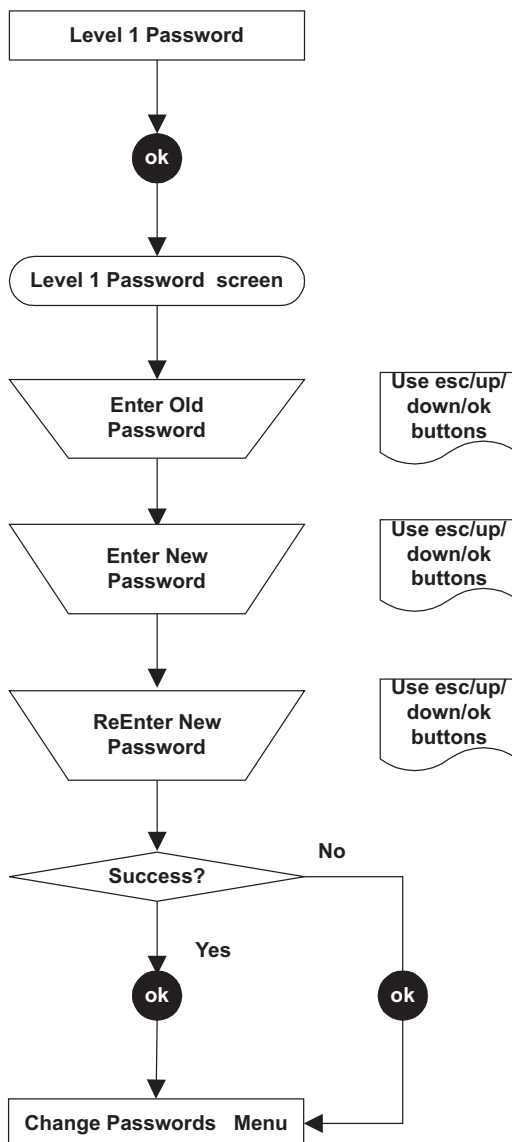 Level 1 Password
ok
Level 1 Password screen
Enter Old
Password
Use esc/up/
down/ok
buttons
Enter New
Password
Use esc/up/
down/ok
buttons
ReEnter New
Password
Use esc/up/
down/ok
buttons
Success?
No
Yes
ok
ok
Change Passwords Menu